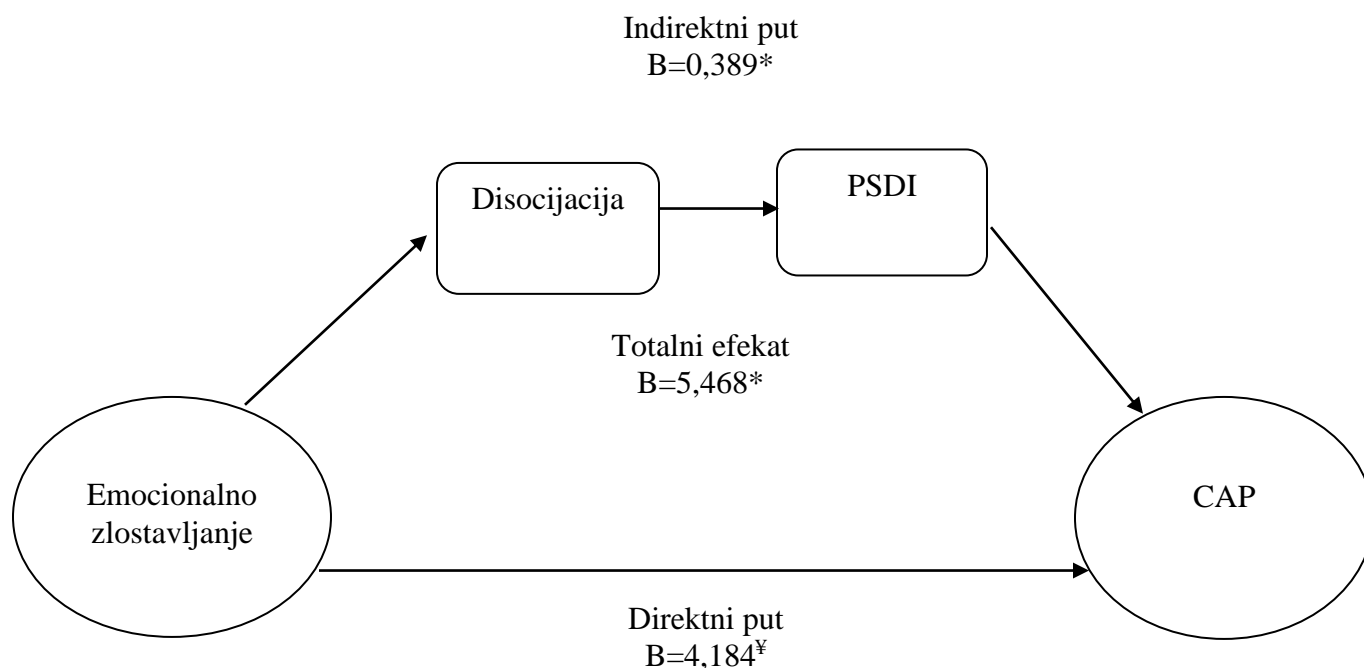 Indirektni put
B=0,389*
Disocijacija
PSDI
Totalni efekat
B=5,468*
Emocionalno
zlostavljanje
CAP
Direktni put
B=4,184¥